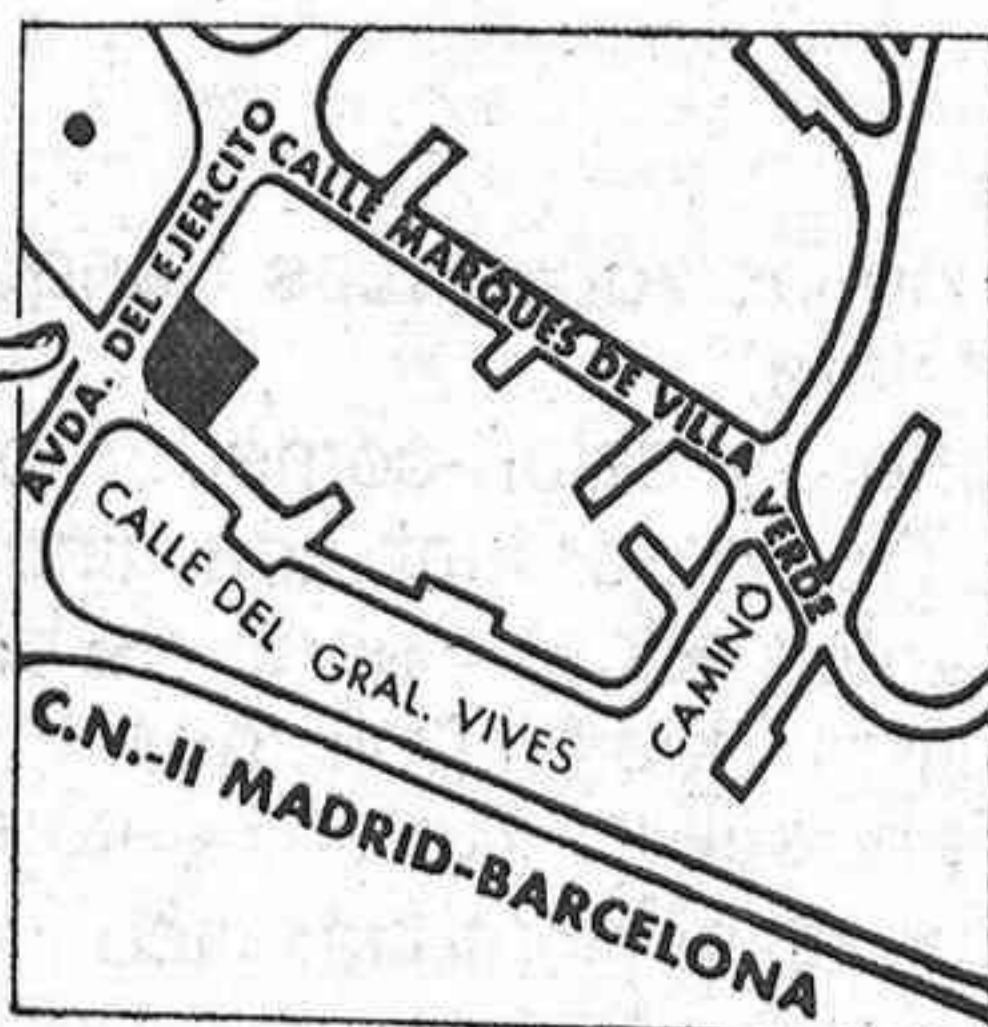 AVDA. DEL EJERCITO
CALLE MARQUES DE VILLA VERDE
CALLE DEL GRAL. VIVES
CAMINO
C.N.-II MADRID-BARCELONA